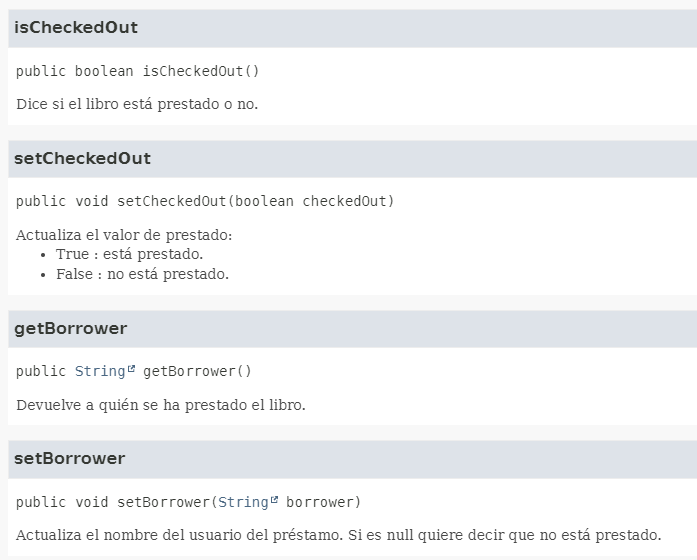 isCheckedOut
public boolean isCheckedOut()
Dice si el libro está prestado o no.
setCheckedOut
public void setCheckedOut(boolean checkedOut)
Actualiza el valor de prestado:
• True : está prestado.
• False : no está prestado.
getBorrower
public String getBorrower()
Devuelve a quién se ha prestado el libro.
setBorrower
public void setBorrower(String borrower)
Actualiza el nombre del usuario del préstamo. Si es null quiere decir que no está prestado.